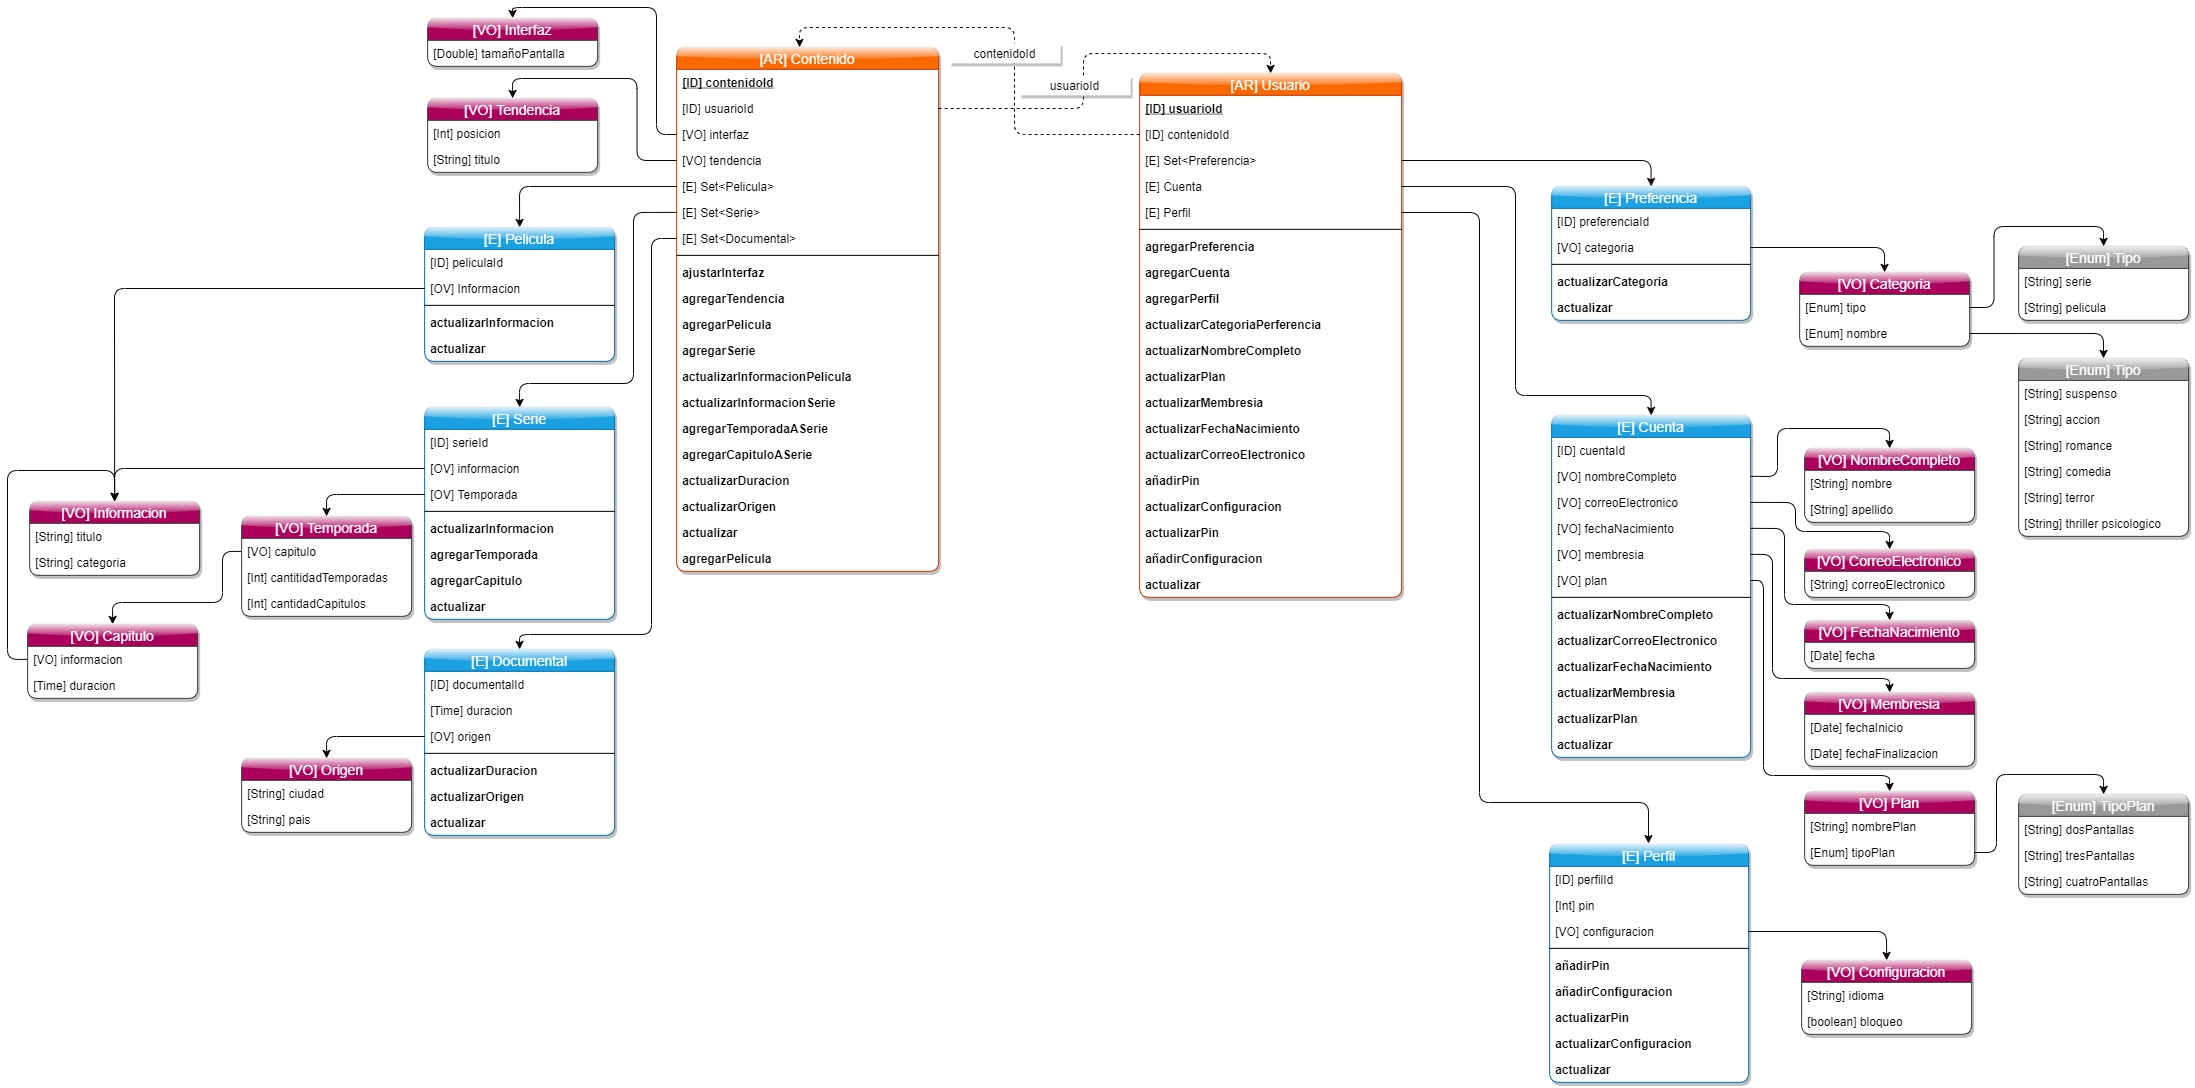 [VO] Interfaz
[Double] tamañoPantalla
[VO] Tendencia
[Int] posicion
[String] titulo
[AR] Contenido
[ID] contenidoId
[ID] usuarioId
[VO] interfaz
[VO] tendencia
[E] Set<Pelicula>
[E] Set<Serie>
[E] Set<Documental>
ajustarInterfaz
agregarTendencia
agregarPelicula
agregarSerie
actualizarInformacionPelicula
actualizarInformacionSerie
agregarTemporadaASerie
agregarCapituloASerie
actualizarDuracion
actualizarOrigen
actualizar
agregarPelicula
contenidoId
usuarioId
[AR] Usuario
[ID] usuarioId
[ID] contenidoId
[E] Set<Preferencia>
[E] Cuenta
[E] Perfil
agregarPreferencia
agregarCuenta
agregarPerfil
actualizarCategoriaPerferencia
actualizarNombreCompleto
actualizarPlan
actualizarMembresia
actualizarFechaNacimiento
actualizarCorreoElectronico
añadirPin
actualizarConfiguracion
actualizarPin
añadirConfiguracion
actualizar
[E] Pelicula
[ID] peliculaId
[OV] Informacion
actualizarInformacion
actualizar
[E] Serie
[ID] serieId
[OV] informacion
[OV] Temporada
actualizarInformacion
agregarTemporada
agregarCapitulo
actualizar
[VO] Informacion
[String] titulo
[String] categoria
[VO] Temporada
[VO] capitulo
[Int] cantitidadTemporadas
[Int] cantidadCapitulos
[VO] Capitulo
[VO] informacion
[Time] duracion
[E] Documental
[ID] documentalId
[Time] duracion
[OV] origen
actualizarDuracion
actualizarOrigen
actualizar
[VO] Origen
[String] ciudad
[String] pais
[E] Preferencia
[ID] preferenciaId
[VO] categoria
actualizarCategoria
actualizar
[VO] Categoria
[Enum] tipo
[Enum] nombre
[Enum] Tipo
[String] serie
[String] pelicula
[Enum] Tipo
[String] suspenso
[String] accion
[String] romance
[String] comedia
[String] terror
[String] thriller psicologico
[E] Cuenta
[ID] cuentaId
[VO] nombreCompleto
[VO] correoElectronico
[VO] fechaNacimiento
[VO] membresia
[VO] plan
actualizarNombreCompleto
actualizarCorreoElectronico
actualizarFechaNacimiento
actualizarMembresia
actualizarPlan
actualizar
[VO] NombreCompleto
[String] nombre
[String] apellido
[VO] CorreoElectronico
[String] correoElectronico
[VO] FechaNacimiento
[Date] fecha
[VO] Membresia
[Date] fechaInicio
[Date] fechaFinalizacion
[VO] Plan
[String] nombrePlan
[Enum] tipoPlan
[Enum] TipoPlan
[String] dosPantallas
[String] tresPantallas
[String] cuatroPantallas
[E] Perfil
[ID] perfilId
[Int] pin
[VO] configuracion
añadirPin
añadirConfiguracion
actualizarPin
actualizarConfiguracion
actualizar
[VO] Configuracion
[String] idioma
[boolean] bloqueo